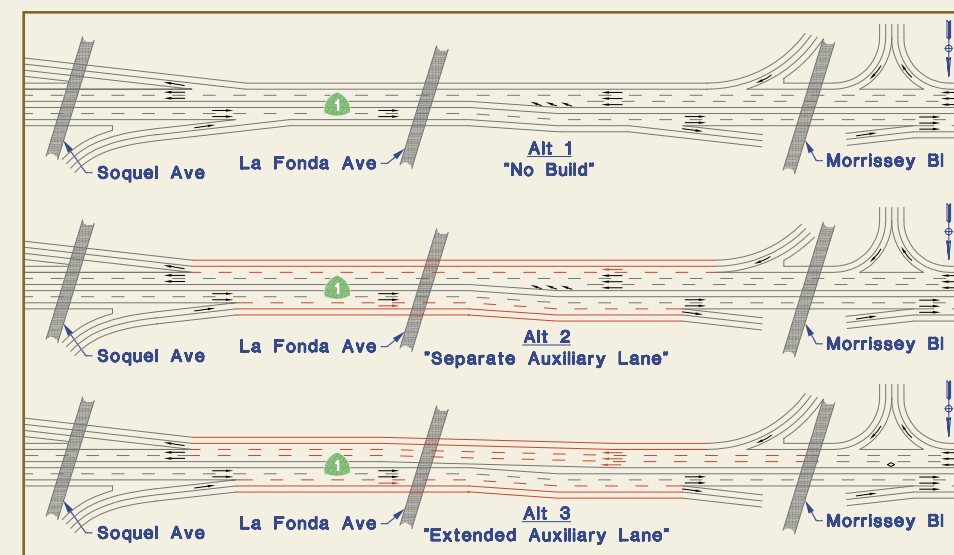 1
Soquel Ave
La Fonda Ave
Alt 1
"No Build"
Morrissey Bl
1
Soquel Ave
La Fonda Ave
Alt 2
"Separate Auxiliary Lane"
Morrissey Bl
1
Soquel Ave
La Fonda Ave
Alt 3
"Extended Auxiliary Lane"
Morrissey Bl